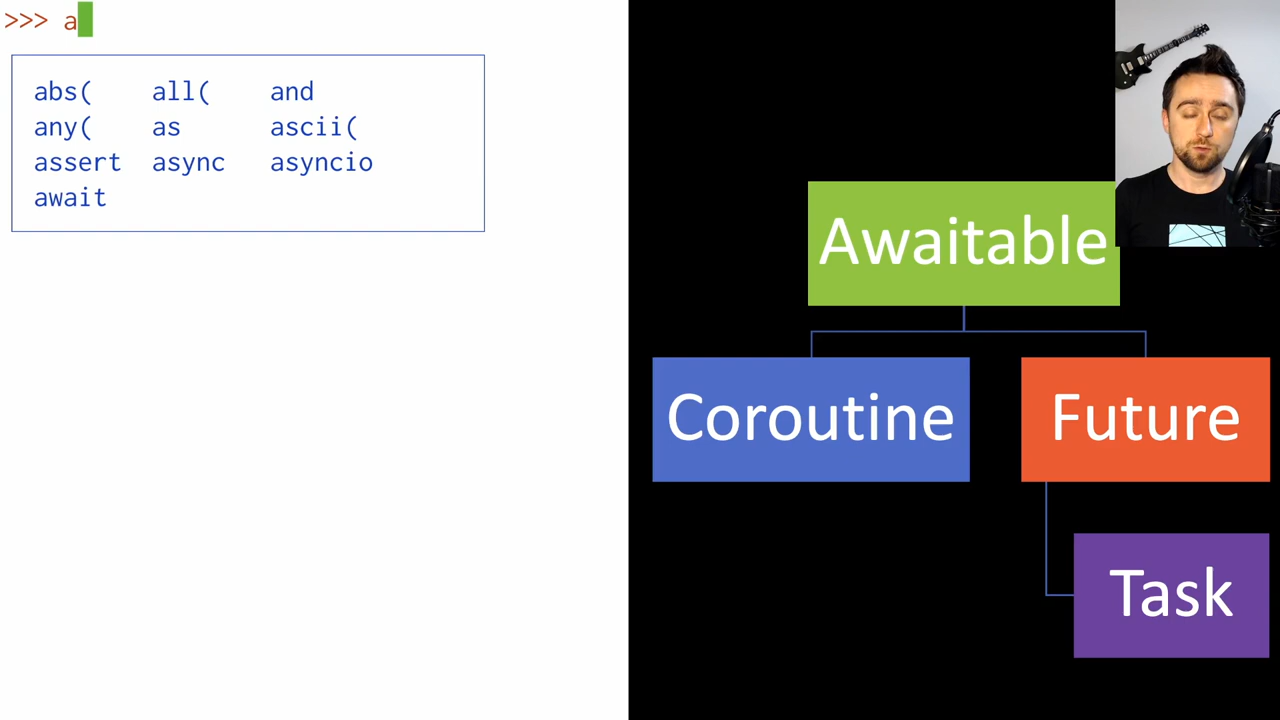 >>> a
abs( all( and
any( as ascii(
assert async asyncio
await
Awaitable
Coroutine Future
Task